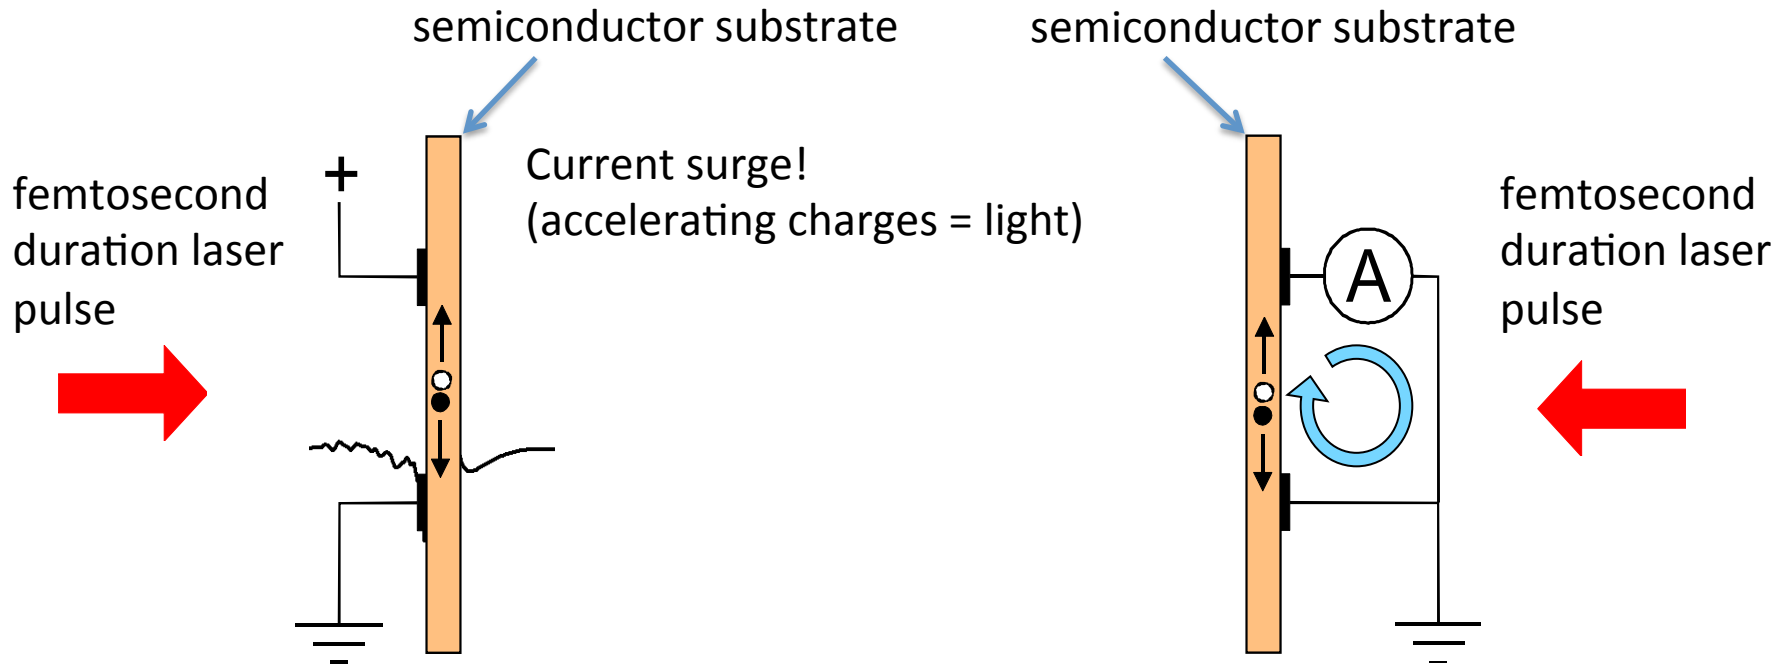 semiconductor substrate
semiconductor substrate
+
Current surge!
(accelerating charges = light)
femtosecond
duration laser
pulse
A
femtosecond
duration laser
pulse